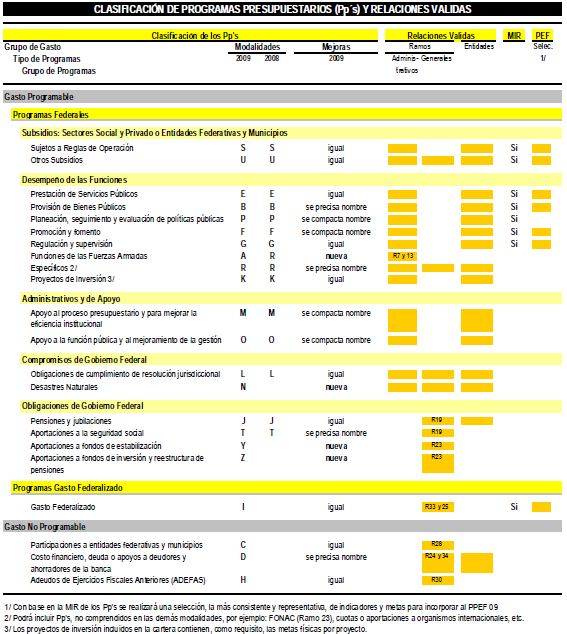 CLASIFICACIÓN DE PROGRAMAS PRESUPUESTARIOS (Pp´s) Y RELACIONES VALIDAS
Clasificación de los Pp's Relaciones Validas MIR PEF
Grupo de Gasto Modalidades Mejoras Ramos Entidades Selec.
Tipo de Programas 2009 2008 2009 Adminis- Generales 1/
Grupo de Programas trativos
Gasto Programable
Programas Federales
Subsidios: Sectores Social y Privado o Entidades Federativas y Municipios
Sujetos a Reglas de Operación S S igual Si
Otros Subsidios U U igual Si
Desempeño de las Funciones
Prestación de Servicios Públicos E E igual Si
Provisión de Bienes Públicos B B se precisa nombre Si
Planeación, seguimiento y evaluación de políticas públicas P P se compacta nombre Si
Promoción y fomento F F se compacta nombre Si
Regulación y supervisión G G igual Si
Funciones de las Fuerzas Armadas A R nueva R7 y 13
Específicos 2/ R R se precisa nombre
Proyectos de Inversión 3/ K K igual
Administrativos y de Apoyo
Apoyo al proceso presupuestario y para mejorar la M M se compacta nombre
eficiencia institucional
Apoyo a la función pública y al mejoramiento de la gestión O O se compacta nombre
Compromisos de Gobierno Federal
Obligaciones de cumplimiento de resolución jurisdiccional L L igual
Desastres Naturales N nueva
Obligaciones de Gobierno Federal
Pensiones y jubilaciones J J igual R19
Aportaciones a la seguridad social T T se precisa nombre R19
Aportaciones a fondos de estabilización Y nueva R23
Aportaciones a fondos de inversión y reestructura de Z nueva R23
pensiones
Programas Gasto Federalizado
Gasto Federalizado I igual R33 y 25 Si
Gasto No Programable
Participaciones a entidades federativas y municipios C igual R28
Costo financiero, deuda o apoyos a deudores y D se precisa nombre R24 y 34
ahorradores de la banca
Adeudos de Ejercicios Fiscales Anteriores (ADEFAS) H igual R30
1/ Con base en la MIR de los Pp's se realizará una selección, la más consistente y representativa, de indicadores y metas para incorporar al PPEF 09
2/ Podrá incluir Pp's, no comprendidos en las demás modalidades, por ejemplo: FONAC (Ramo 23), cuotas o aportaciones a organismos internacionales, etc.
3/ Los proyectos de inversión incluidos en la cartera contienen, como requisito, las metas físicas por proyecto.